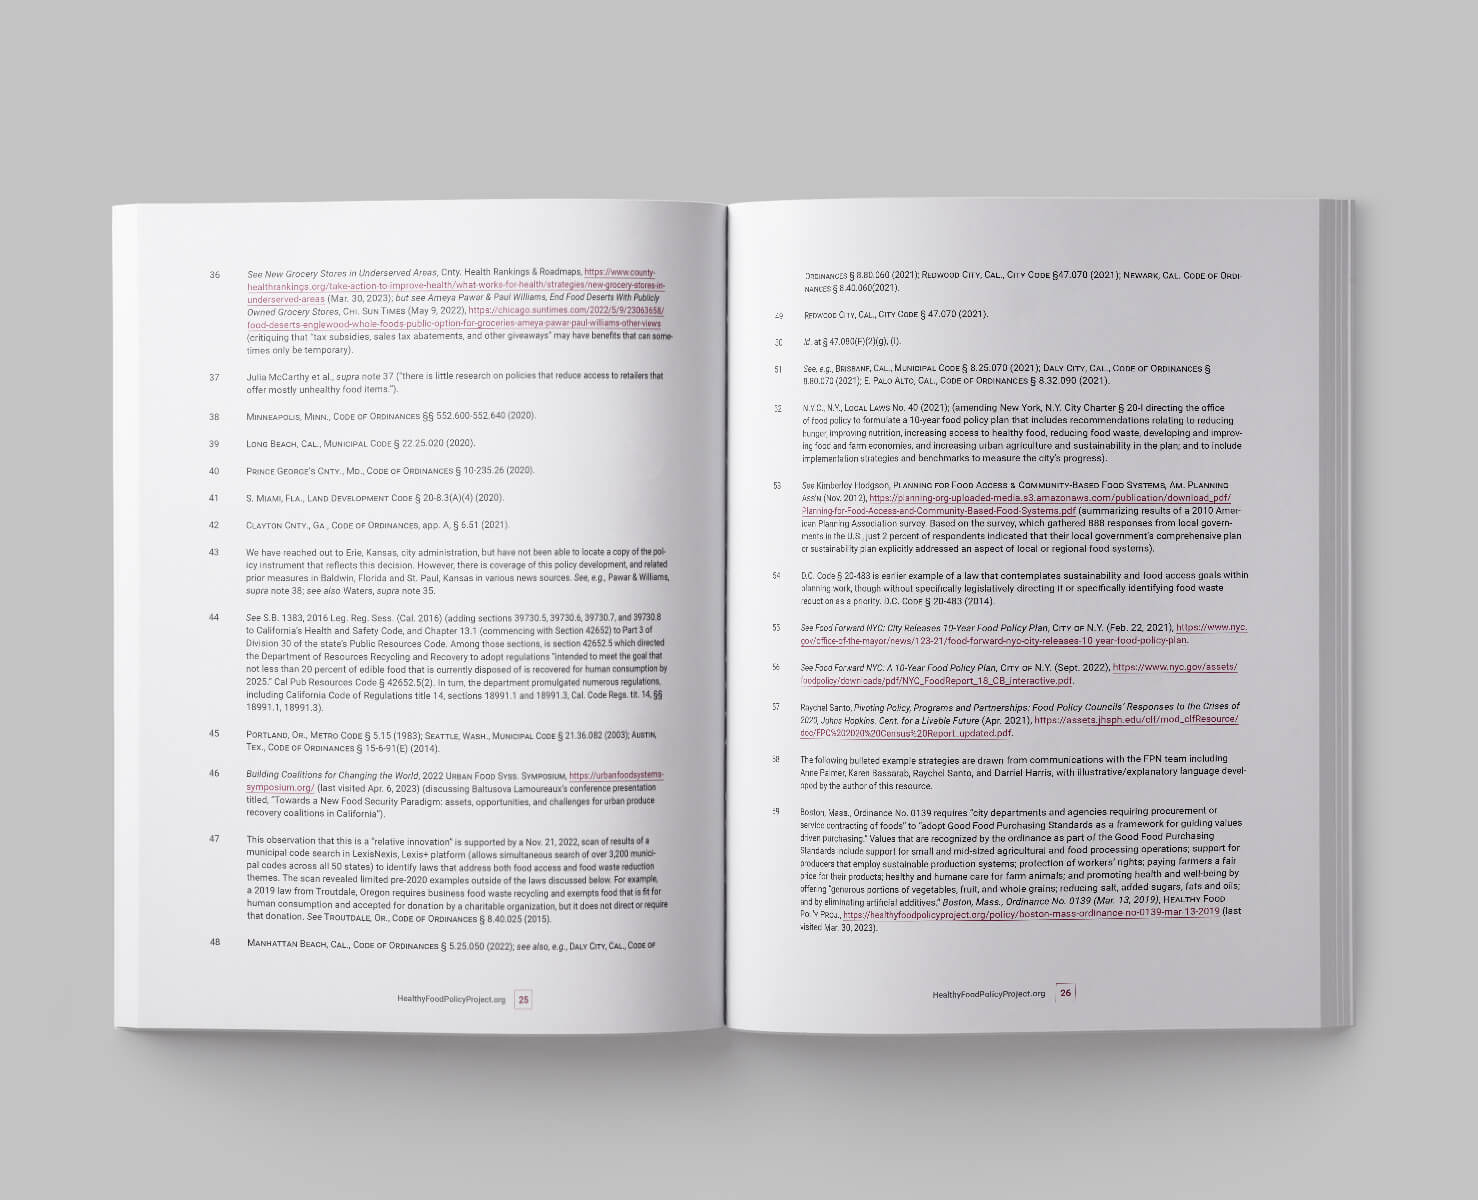 36 See New Grocery Stores in Underserved Areas, Cnty. Health Rankings & Roadmaps, https://www.county-
healthrankings.org/take-action-to-improve-health/what-works-for-health/strategies/new-grocery-stores-in-
underserved-areas (Mar. 30, 2023); but see Ameya Pawar & Paul Williams, End Food Deserts With Publicly
Owned Grocery Stores, CHI. SUN TIMES (May 9, 2022), https://chicago.suntimes.com/2022/5/9/23063658/
food-deserts-englewood-whole-foods-public-option-for-groceries-ameya-pawar-paul-williams-other-views
(critiquing that "tax subsidies, sales tax abatements, and other giveaways" may have benefits that can some-
times only be temporary).
37 Julia McCarthy et al., supra note 37 ("there is little research on policies that reduce access to retailers that
offer mostly unhealthy food items.").
38 MINNEAPOLIS, MINN., CODE OF ORDINANCES §§ 552.600-552.640 (2020).
39 LONG BEACH, CAL., MUNICIPAL CODE § 22.25.020 (2020).
40 PRINCE GEORGE'S CNTY., MD., CODE OF ORDINANCES § 10-235.26 (2020).
41 S. MIAMI, FLA., LAND DEVELOPMENT CODE § 20-8.3(A)(4) (2020).
42 CLAYTON CNTY., GA., CODE OF ORDINANCES, app. A, § 6.51 (2021).
43 We have reached out to Erie, Kansas, city administration, but have not been able to locate a copy of the pol-
icy instrument that reflects this decision. However, there is coverage of this policy development, and related
prior measures in Baldwin, Florida and St. Paul, Kansas in various news sources. See, e.g., Pawar & Williams,
supra note 38; see also Waters, supra note 35.
44 See S.B. 1383, 2016 Leg. Reg. Sess. (Cal. 2016) (adding sections 39730.5, 39730.6, 39730.7, and 39730.8
to California's Health and Safety Code, and Chapter 13.1 (commencing with Section 42652) to Part 3 of
Division 30 of the state's Public Resources Code. Among those sections, is section 42652.5 which directed
the Department of Resources Recycling and Recovery to adopt regulations "intended to meet the goal that
not less than 20 percent of edible food that is currently disposed of is recovered for human consumption by
2025." Cal Pub Resources Code § 42652.5(2). In turn, the department promulgated numerous regulations,
including California Code of Regulations title 14, sections 18991.1 and 18991.3, Cal. Code Regs. tit. 14, §§
18991.1, 18991.3).
45 PORTLAND, OR., METRO CODE § 5.15 (1983); SEATTLE, WASH., MUNICIPAL CODE § 21.36.082 (2003); AUSTIN,
TEX., CODE OF ORDINANCES § 15-6-91(E) (2014).
46 Building Coalitions for Changing the World, 2022 URBAN FOOD SYSS. SYMPOSIUM, https://urbanfoodsystems-
symposium.org/ (last visited Apr. 6, 2023) (discussing Baltusova Lamoureaux's conference presentation
titled, "Towards a New Food Security Paradigm: assets, opportunities, and challenges for urban produce
recovery coalitions in California").
47 This observation that this is a "relative innovation" is supported by a Nov. 21, 2022, scan of results of a
municipal code search in LexisNexis, Lexis+ platform (allows simultaneous search of over 3,200 munici-
pal codes across all 50 states) to identify laws that address both food access and food waste reduction
themes. The scan revealed limited pre-2020 examples outside of the laws discussed below. For example,
a 2019 law from Troutdale, Oregon requires business food waste recycling and exempts food that is fit for
human consumption and accepted for donation by a charitable organization, but it does not direct or require
that donation. See TROUTDALE, OR., CODE OF ORDINANCES § 8.40.025 (2015).
48 MANHATTAN BEACH, CAL., CODE OF ORDINANCES § 5.25.050 (2022); see also, e.g., DALY CITY, CAL., CODE OF
HealthyFoodPolicyProject.org 25
ORDINANCES § 8.80.060 (2021); REDWOOD CITY, CAL., CITY CODE §47.070 (2021); NEWARK, CAL. CODE OF ORDI-
NANCES § 8.40.060(2021).
49 REDWOOD CITY, CAL., CITY CODE § 47.070 (2021).
50 Id. at § 47.090(F)(2)(g), (i).
51 See, e.g., BRISBANE, CAL., MUNICIPAL CODE § 8.25.070 (2021); DALY CITY, CAL., CODE OF ORDINANCES §
8.80.070 (2021); E. PALO ALTO, CAL., CODE OF ORDINANCES § 8.32.090 (2021).
52 N.Y.C., N.Y., LOCAL LAWS No. 40 (2021); (amending New York, N.Y. City Charter § 20-I directing the office
of food policy to formulate a 10-year food policy plan that includes recommendations relating to reducing
hunger, improving nutrition, increasing access to healthy food, reducing food waste, developing and improv-
ing food and farm economies, and increasing urban agriculture and sustainability in the plan; and to include
implementation strategies and benchmarks to measure the city's progress).
53 See Kimberley Hodgson, PLANNING FOR FOOD ACCESS & COMMUNITY-BASED FOOD SYSTEMS, AM. PLANNING
ASS'N (Nov. 2012), https://planning-org-uploaded-media.s3.amazonaws.com/publication/download_pdf/
Planning-for-Food-Access-and-Community-Based-Food-Systems.pdf (summarizing results of a 2010 Amer-
ican Planning Association survey. Based on the survey, which gathered 888 responses from local govern-
ments in the U.S., just 2 percent of respondents indicated that their local government's comprehensive plan
or sustainability plan explicitly addressed an aspect of local or regional food systems).
54 D.C. Code § 20-483 is earlier example of a law that contemplates sustainability and food access goals within
planning work, though without specifically legislatively directing it or specifically identifying food waste
reduction as a priority. D.C. CODE § 20-483 (2014).
55 See Food Forward NYC: City Releases 10-Year Food Policy Plan, CITY OF N.Y. (Feb. 22, 2021), https://www.nyc.
gov/office-of-the-mayor/news/123-21/food-forward-nyc-city-releases-10 year-food-policy-plan.
56 See Food Forward NYC: A 10-Year Food Policy Plan, CITY OF N.Y. (Sept. 2022), https://www.nyc.gov/assets/
foodpolicy/downloads/pdf/NYC_FoodReport_18_CB_interactive.pdf.
57 Raychel Santo, Pivoting Policy, Programs and Partnerships: Food Policy Councils' Responses to the Crises of
2020, Johns Hopkins. Cent. for a Livable Future (Apr. 2021), https://assets.jhsph.edu/clf/mod_clfResource/
doc/FPC%202020%20Census%20Report_updated.pdf.
58 The following bulleted example strategies are drawn from communications with the FPN team including
Anne Palmer, Karen Bassarab, Raychel Santo, and Darriel Harris, with illustrative/explanatory language devel-
oped by the author of this resource.
59 Boston, Mass., Ordinance No. 0139 requires "city departments and agencies requiring procurement or
service contracting of foods" to "adopt Good Food Purchasing Standards as a framework for guiding values
driven purchasing." Values that are recognized by the ordinance as part of the Good Food Purchasing
Standards include support for small and mid-sized agricultural and food processing operations; support for
producers that employ sustainable production systems; protection of workers' rights; paying farmers a fair
price for their products; healthy and humane care for farm animals; and promoting health and well-being by
offering "generous portions of vegetables, fruit, and whole grains; reducing salt, added sugars, fats and oils;
and by eliminating artificial additives." Boston, Mass., Ordinance No. 0139 (Mar. 13, 2019), HEALTHY FOOD
POL'Y PROJ., https://healthyfoodpolicyproject.org/policy/boston-mass-ordinance no-0139-mar-13-2019 (last
visited Mar. 30, 2023).
HealthyFoodPolicyProject.org 26